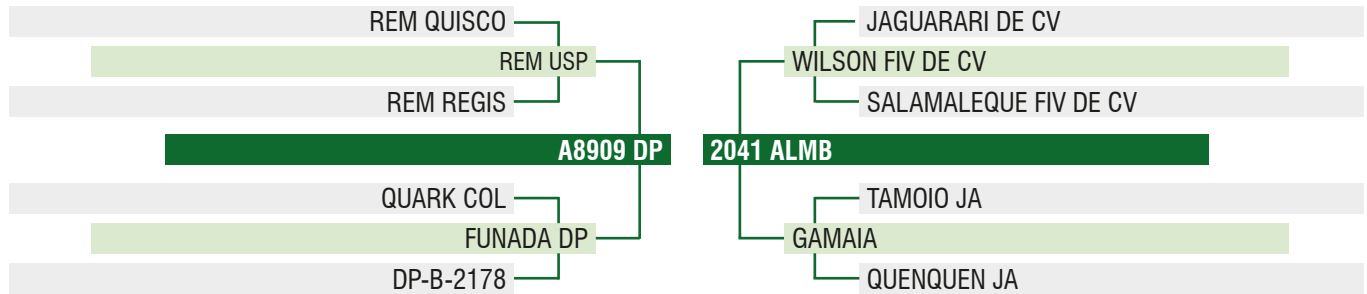 REM QUISCO
REM USP
REM REGIS
A8909 DP
QUARK COL
FUNADA DP
DP-B-2178
JAGUARARI DE CV
WILSON FIV DE CV
SALAMALEQUE FIV DE CV
2041 ALMB
TAMOIO JA
GAMAIA
QUENQUEN JA